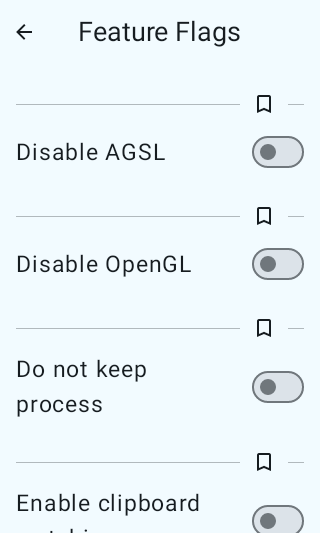 Feature Flags
Disable AGSL
Disable OpenGL
Do not keep
process
Enable clipboard